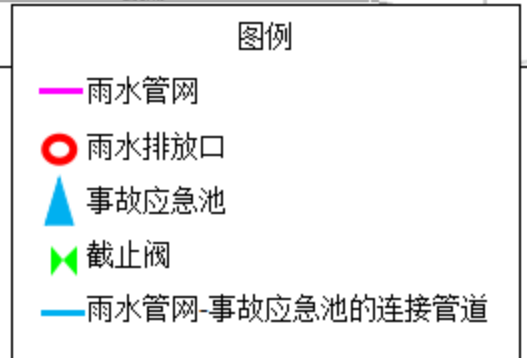 图例
雨水管网
雨水排放口
事故应急池
截止阀
雨水管网-事故应急池的连接管道